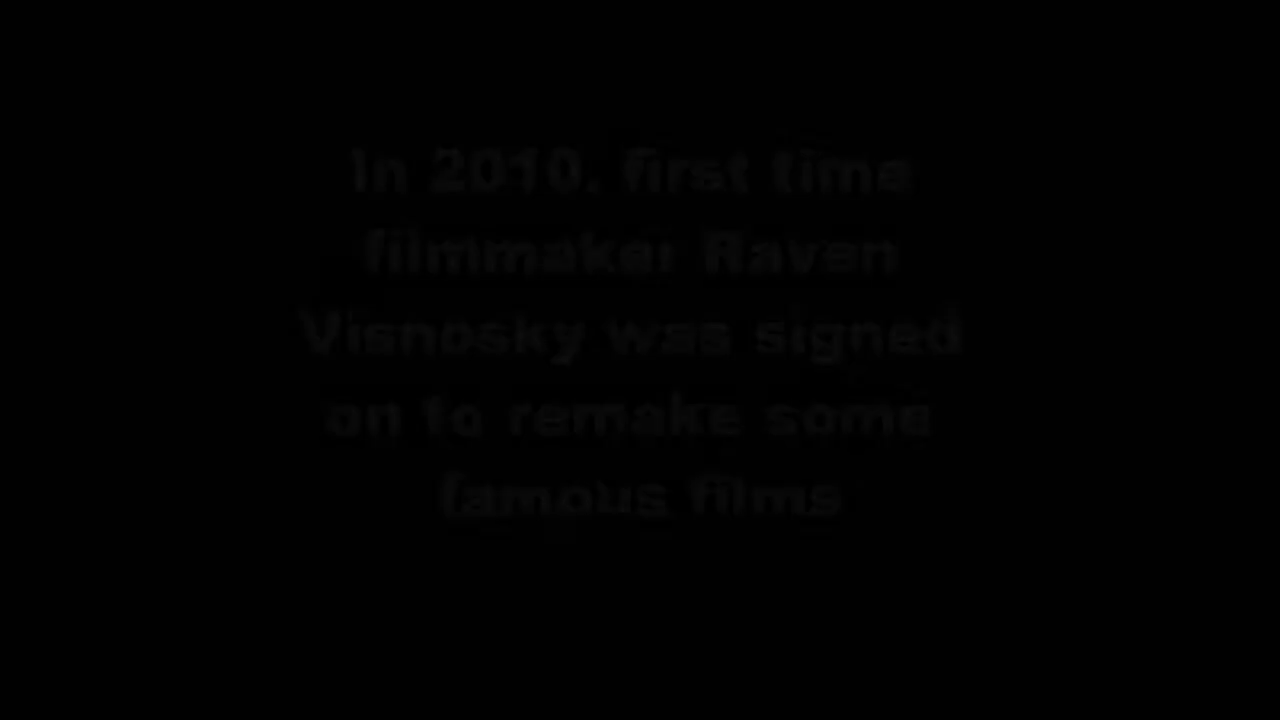 In 2010, first time
filmmaker Raven
Visnosky was signed
on to remake some
famous films